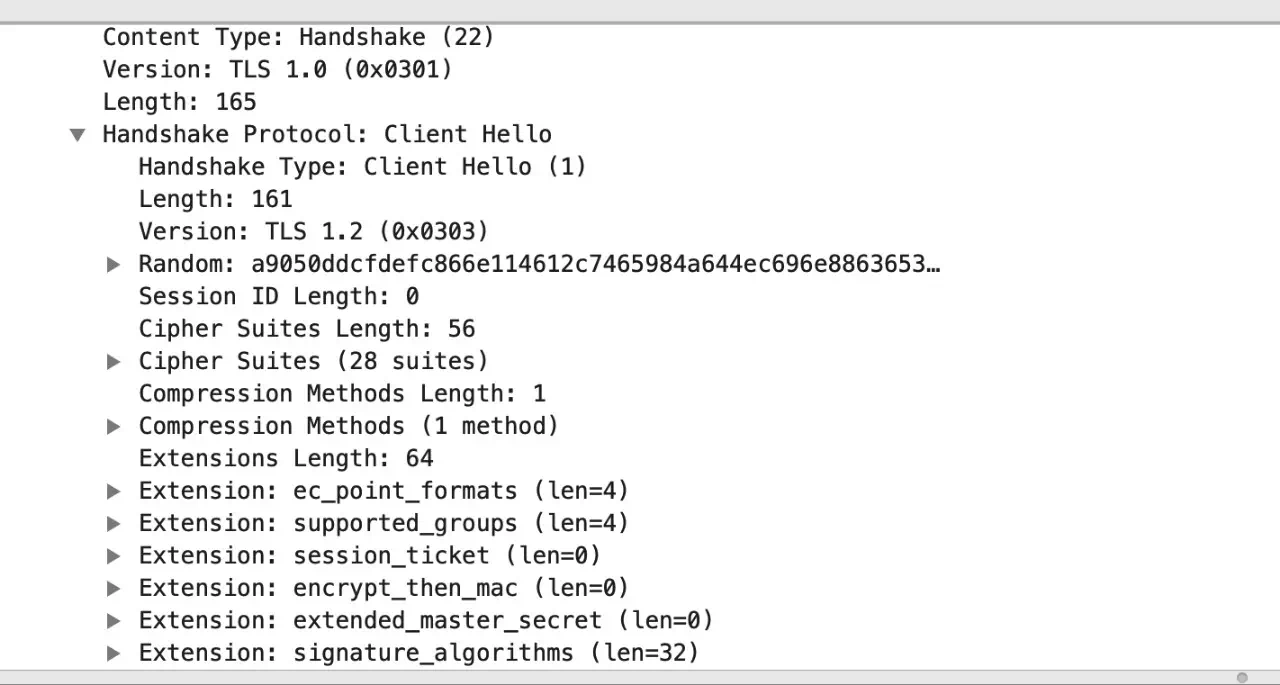 Content Type: Handshake (22)
Version: TLS 1.0 (0x0301)
Length: 165
Handshake Protocol: Client Hello
Handshake Type: Client Hello (1)
Length: 161
Version: TLS 1.2 (0x0303)
Random: a9050ddcfdefc866e114612c7465984a644ec696e8863653…
Session ID Length: 0
Cipher Suites Length: 56
Cipher Suites (28 suites)
Compression Methods Length: 1
Compression Methods (1 method)
Extensions Length: 64
Extension: ec_point_formats (len=4)
Extension: supported_groups (len=4)
Extension: session_ticket (len=0)
Extension: encrypt_then_mac (len=0)
Extension: extended_master_secret (len=0)
Extension: signature_algorithms (len=32)